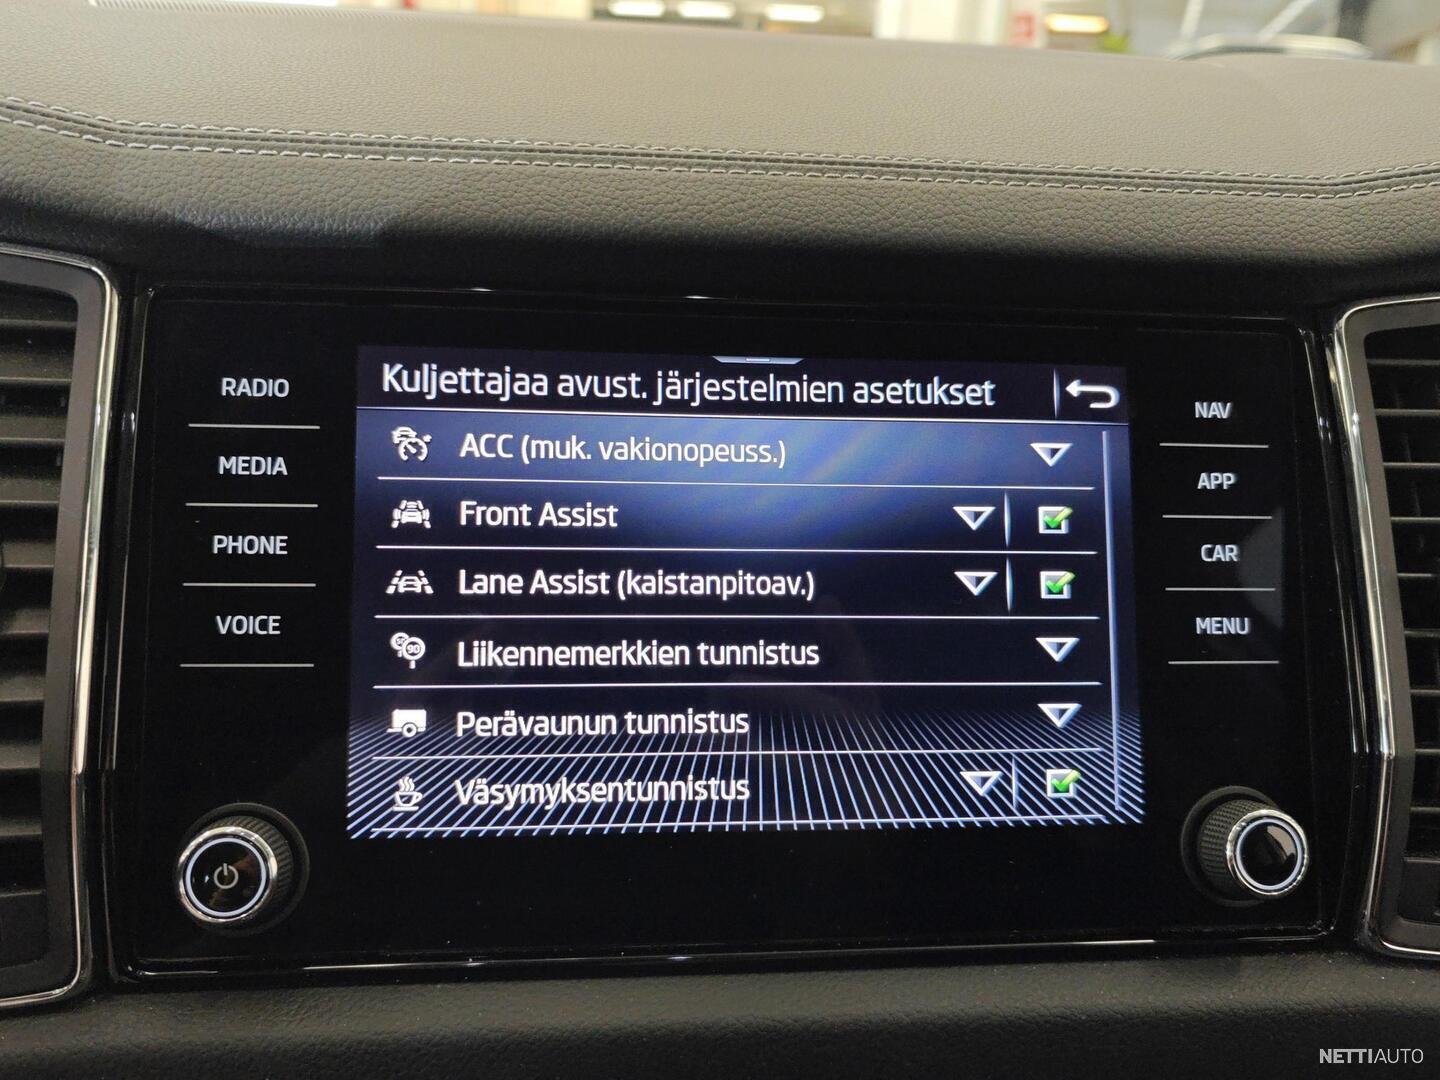 RADIO
MEDIA
PHONE
VOICE
Kuljettajaa avust. järjestelmien asetukset
ACC (muk. vakionopeuss.)
Front Assist
Lane Assist (kaistanpitoav.)
90
Liikennemerkkien tunnistus
Perävaunun tunnistus
Väsymyksentunnistus
NAV
APP
CAR
MENU
NETTIAUTO